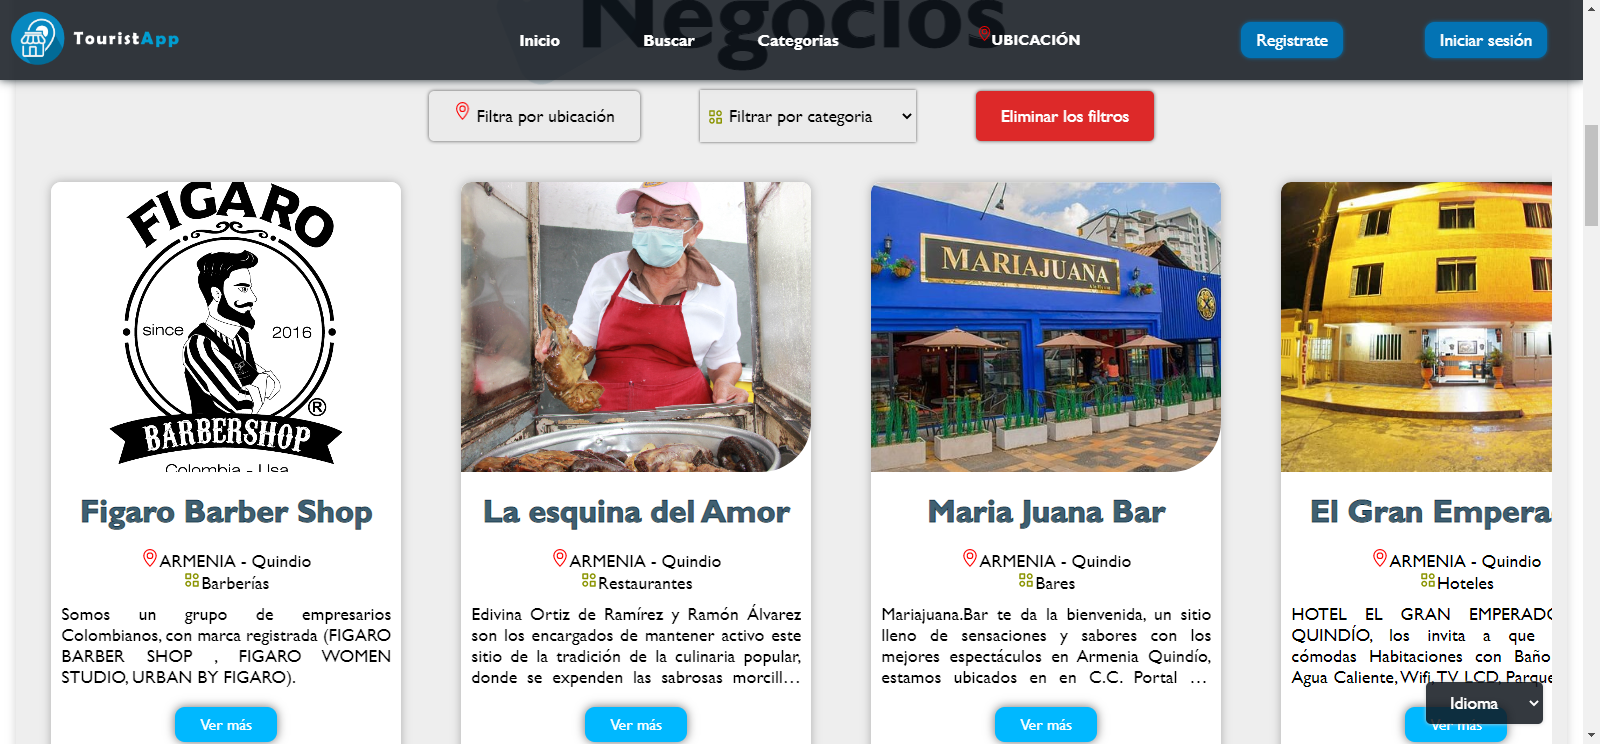 Negocios
TouristApp
Inicio
Buscar
Categorias
UBICACIÓN
Registrate
Iniciar sesión
Filtra por ubicación
Filtrar por categoria
Eliminar los filtros
FIGARO
since 2016
®
BARBERSHOP
Colombia - Usa
MARIAJUANA
Figaro Barber Shop
ARMENIA - Quindio
Barberías
Somos un grupo de empresarios
Colombianos, con marca registrada (FIGARO
BARBER SHOP , FIGARO WOMEN
STUDIO, URBAN BY FIGARO).
Ver más
La esquina del Amor
ARMENIA - Quindio
Restaurantes
Edivina Ortiz de Ramírez y Ramón Álvarez
son los encargados de mantener activo este
sitio de la tradición de la culinaria popular,
donde se expenden las sabrosas morcill...
Ver más
Maria Juana Bar
ARMENIA - Quindio
Bares
Mariajuana.Bar te da la bienvenida, un sitio
lleno de sensaciones y sabores con los
mejores espectáculos en Armenia Quindío,
estamos ubicados en en C.C. Portal ...
Ver más
El Gran Empera
ARMENIA - Quindio
Hoteles
HOTEL EL GRAN EMPERADO
QUINDÍO, los invita a que
cómodas Habitaciones con Baño
Agua Caliente, Wifi, TV LCD, Parque
Ver más
Idioma